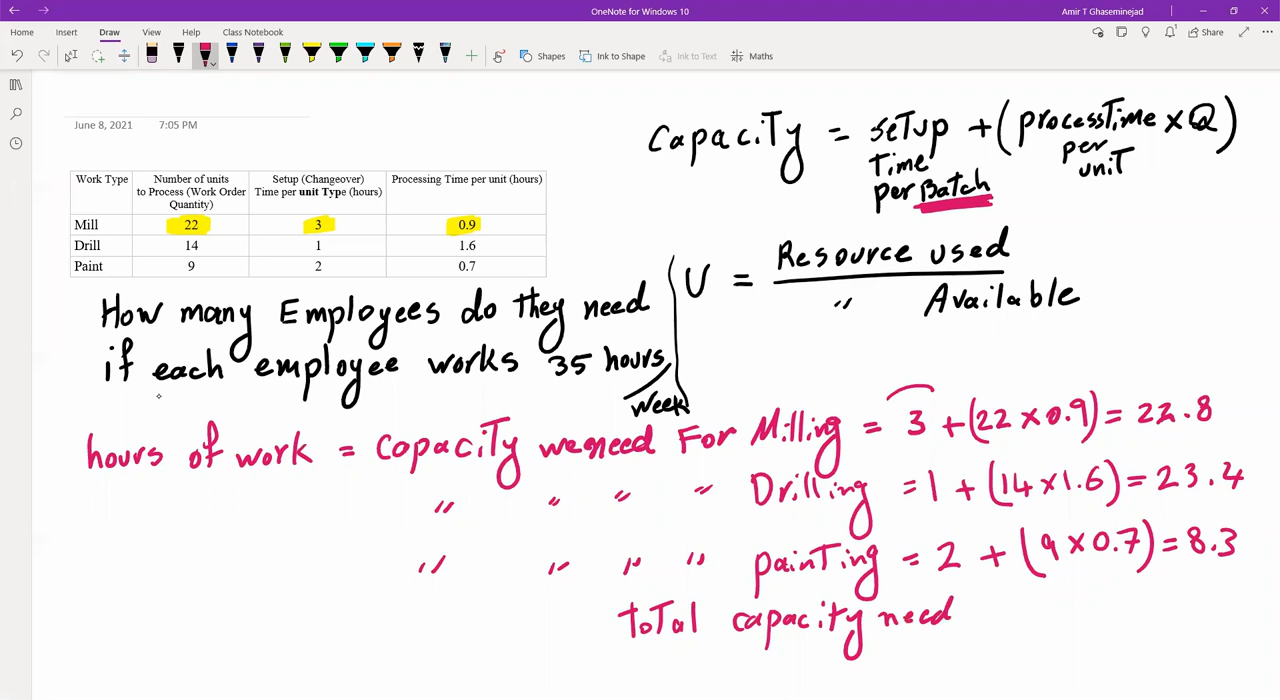 OneNote for Windows 10
Amir T Ghaseminejad
Home Insert Draw View Help Class Notebook
Share
Shapes Ink to Shape Ink to Text Maths
June 8, 2021 7:05 PM
Capacity = setup + (process Time x Q)
Time per
per Batch unit
Work Type Number of units to Process (Work Order Quantity) Setup (Changeover) Time per unit Type (hours) Processing Time per unit (hours)
Mill 22 3 0.9
Drill 14 1 1.6
Paint 9 2 0.7
U = Resource used
" Available
How many Employees do they need
if each employee works 35 hours
/week
hours of work = capacity we need For Milling = 3 + (22 x 0.9) = 22.8
" " " " Drilling = 1 + (14 x 1.6) = 23.4
" " " " painting = 2 + (9 x 0.7) = 8.3
total capacity need